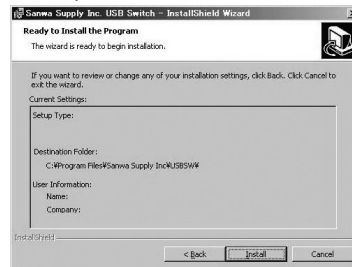 Sanwa Supply Inc. USB Switch - InstallShield Wizard
Ready to Install the Program
The wizard is ready to begin installation.
If you want to review or change any of your installation settings, click Back. Click Cancel to
exit the wizard.
Current Settings:
Setup Type:
Destination Folder:
C:¥Program Files¥Sanwa Supply Inc¥USBSW¥
User Information:
Name:
Company:
InstallShield
< Back
Install
Cancel